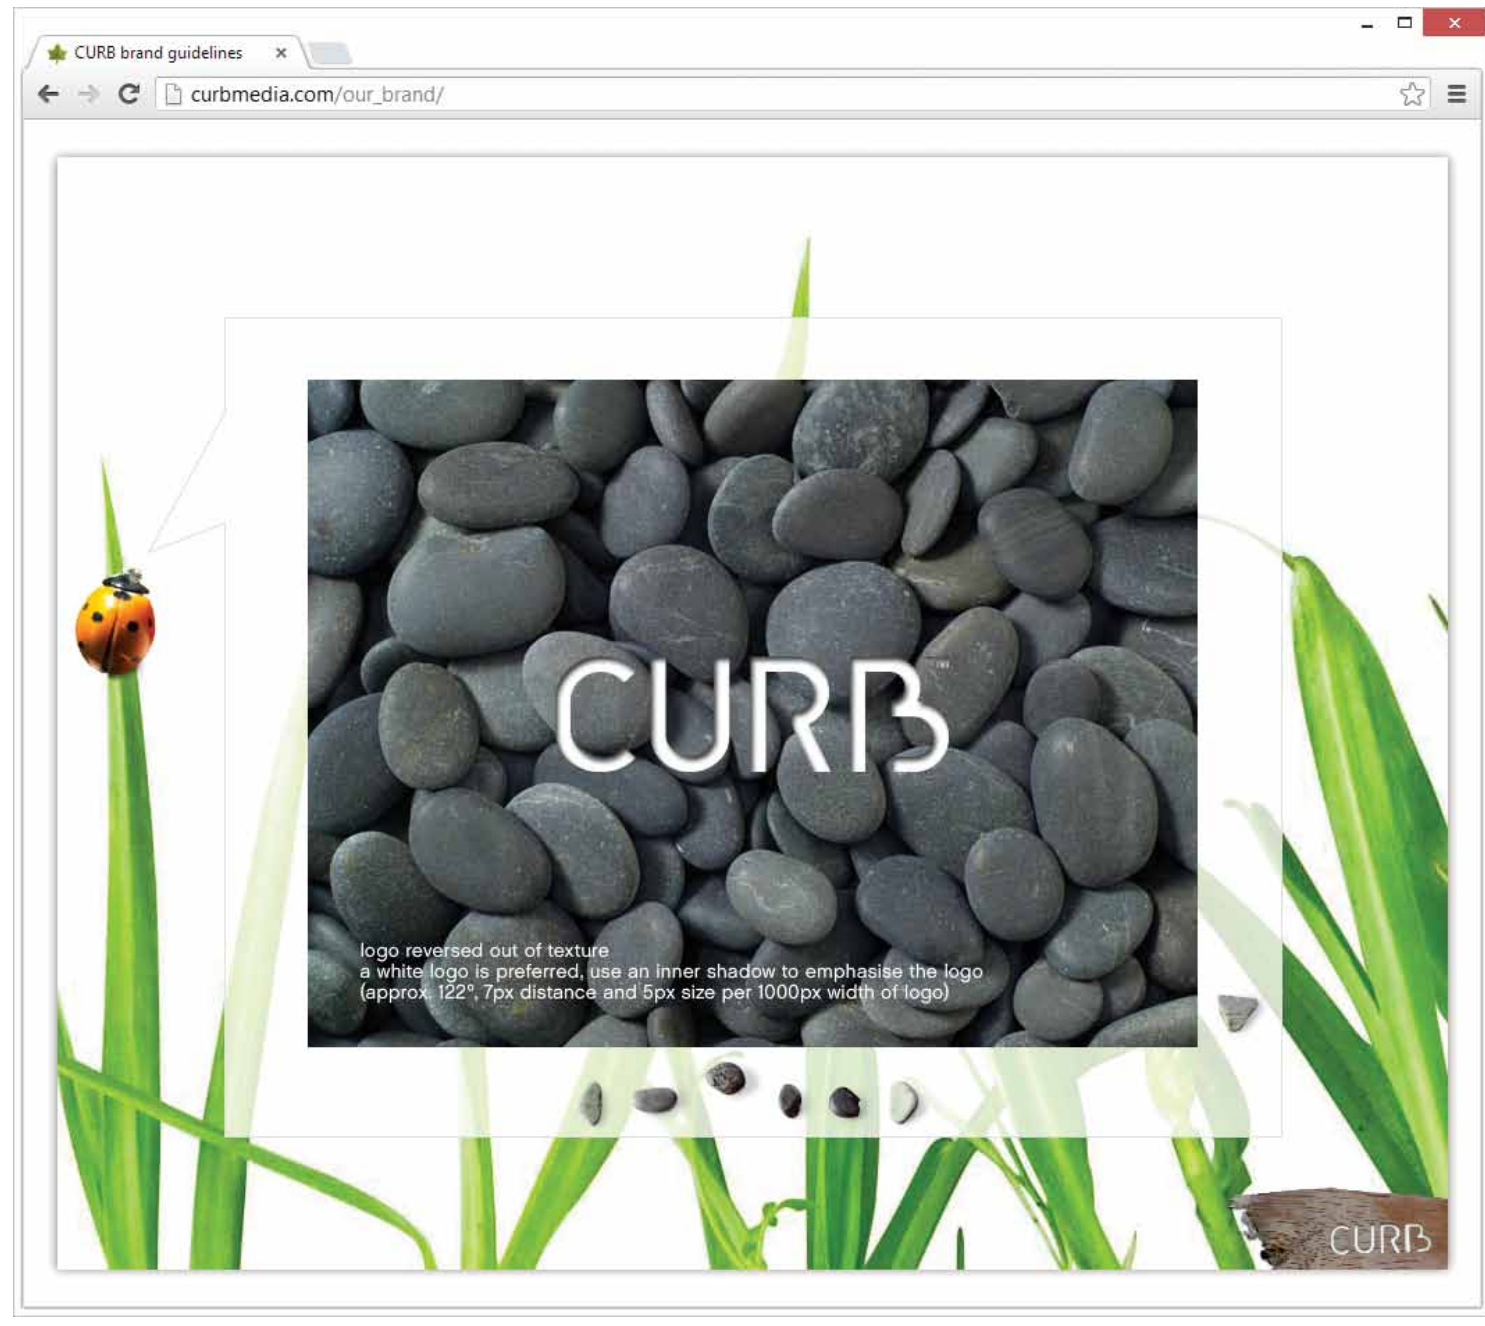 CURB brand guidelines
curbmedia.com/our_brand/
CURB
logo reversed out of texture
a white logo is preferred, use an inner shadow to emphasise the logo
(approx. 122°, 7px distance and 5px size per 1000px width of logo)
CURB